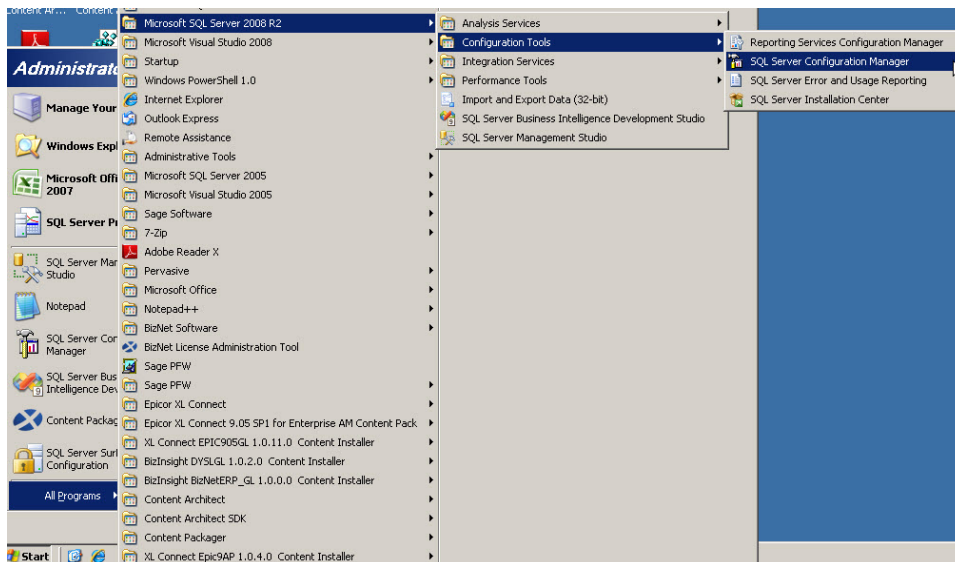 Content Ar... Content
Administrato
Manage Your
Windows Expl
Microsoft Offi
2007
SQL Server Pr
SQL Server Man
Studio
Notepad
SQL Server Con
Manager
SQL Server Bus
Intelligence Dev
Content Packag
SQL Server Surf
Configuration
All Programs
Start
Microsoft SQL Server 2008 R2
Microsoft Visual Studio 2008
Startup
Windows PowerShell 1.0
Internet Explorer
Outlook Express
Remote Assistance
Administrative Tools
Microsoft SQL Server 2005
Microsoft Visual Studio 2005
Sage Software
7-Zip
Adobe Reader X
Pervasive
Microsoft Office
Notepad++
BizNet Software
BizNet License Administration Tool
Sage PFW
Sage PFW
Epicor XL Connect
Epicor XL Connect 9.05 SP1 for Enterprise AM Content Pack
XL Connect EPIC905GL 1.0.11.0 Content Installer
BizInsight DYSLGL 1.0.2.0 Content Installer
BizInsight BizNetERP_GL 1.0.0.0 Content Installer
Content Architect
Content Architect SDK
Content Packager
XL Connect Epic9AP 1.0.4.0 Content Installer
Analysis Services
Configuration Tools
Integration Services
Performance Tools
Import and Export Data (32-bit)
SQL Server Business Intelligence Development Studio
SQL Server Management Studio
Reporting Services Configuration Manager
SQL Server Configuration Manager
SQL Server Error and Usage Reporting
SQL Server Installation Center